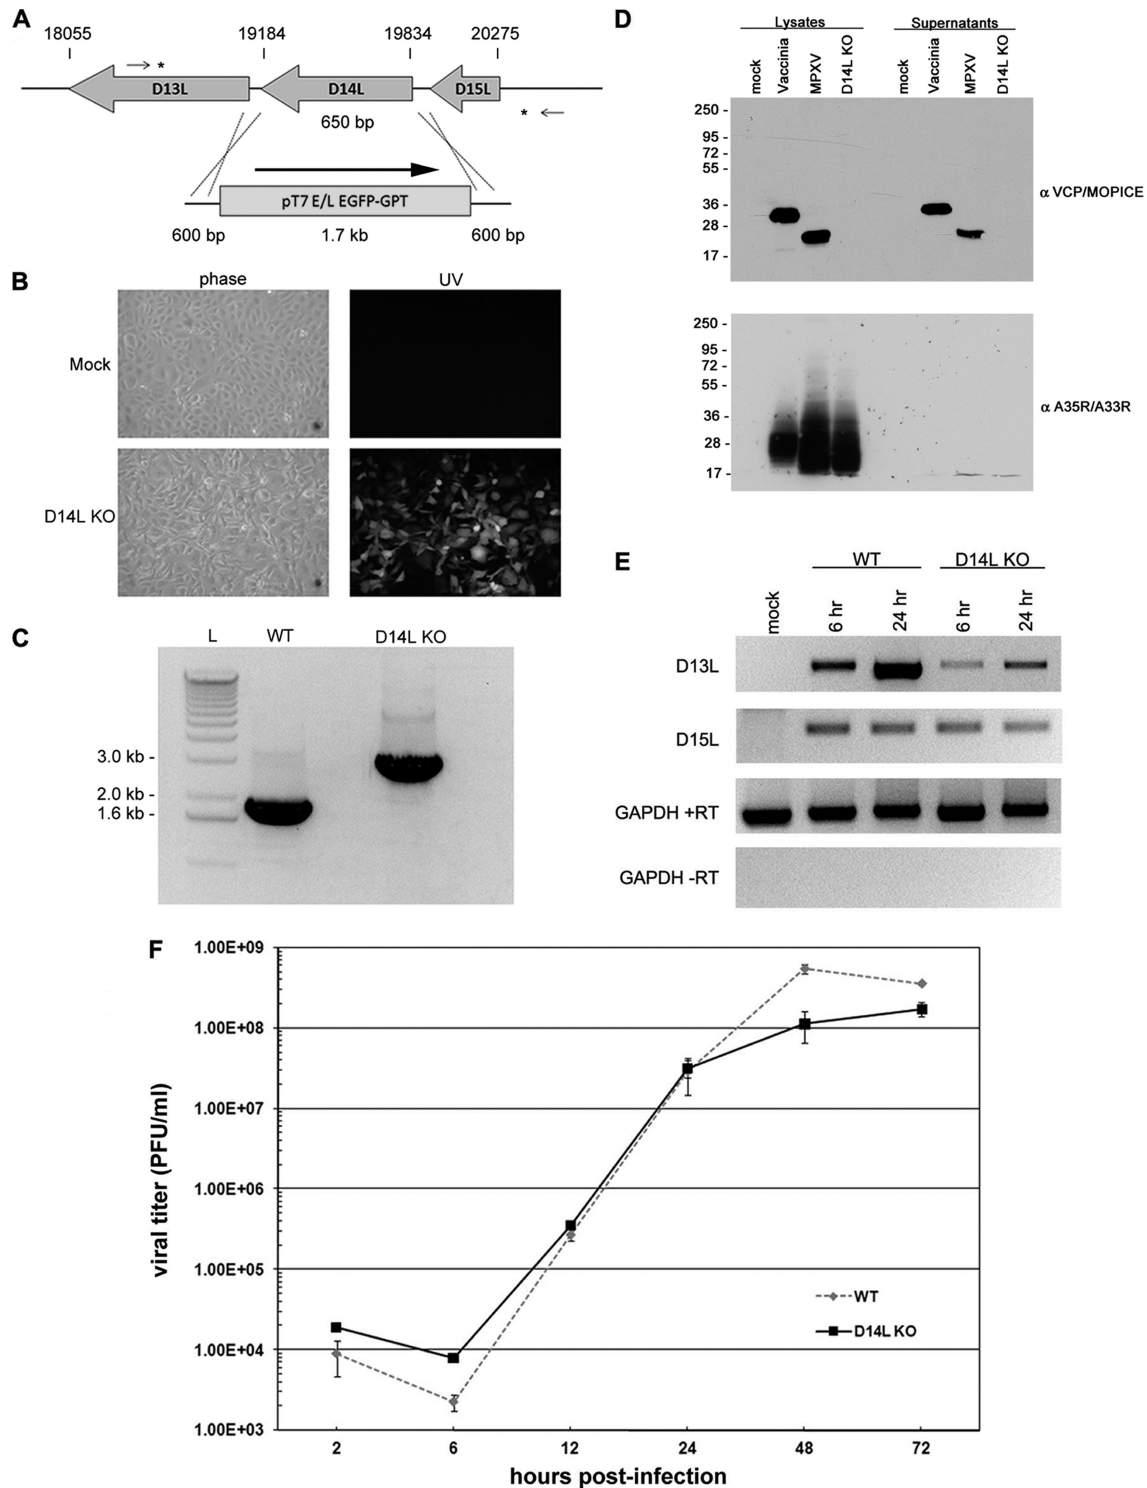 A
18055 19184 19834 20275
* D13L D14L D15L *
650 bp
pT7 E/L EGFP-GPT
600 bp 1.7 kb 600 bp
B
phase UV
Mock
D14L KO
C
L WT D14L KO
3.0 kb -
2.0 kb -
1.6 kb -
D
Lysates Supernatants
mock Vaccinia MPXV D14L KO mock Vaccinia MPXV D14L KO
250 -
95 -
72 -
55 -
36 -
28 -
17 -
α VCP/MOPICE
250 -
95 -
72 -
55 -
36 -
28 -
17 -
α A35R/A33R
E
WT D14L KO
mock 6 hr 24 hr 6 hr 24 hr
D13L
D15L
GAPDH +RT
GAPDH -RT
F
viral titer (PFU/ml)
1.00E+09
1.00E+08
1.00E+07
1.00E+06
1.00E+05
1.00E+04
1.00E+03
WT
D14L KO
2 6 12 24 48 72
hours post-infection